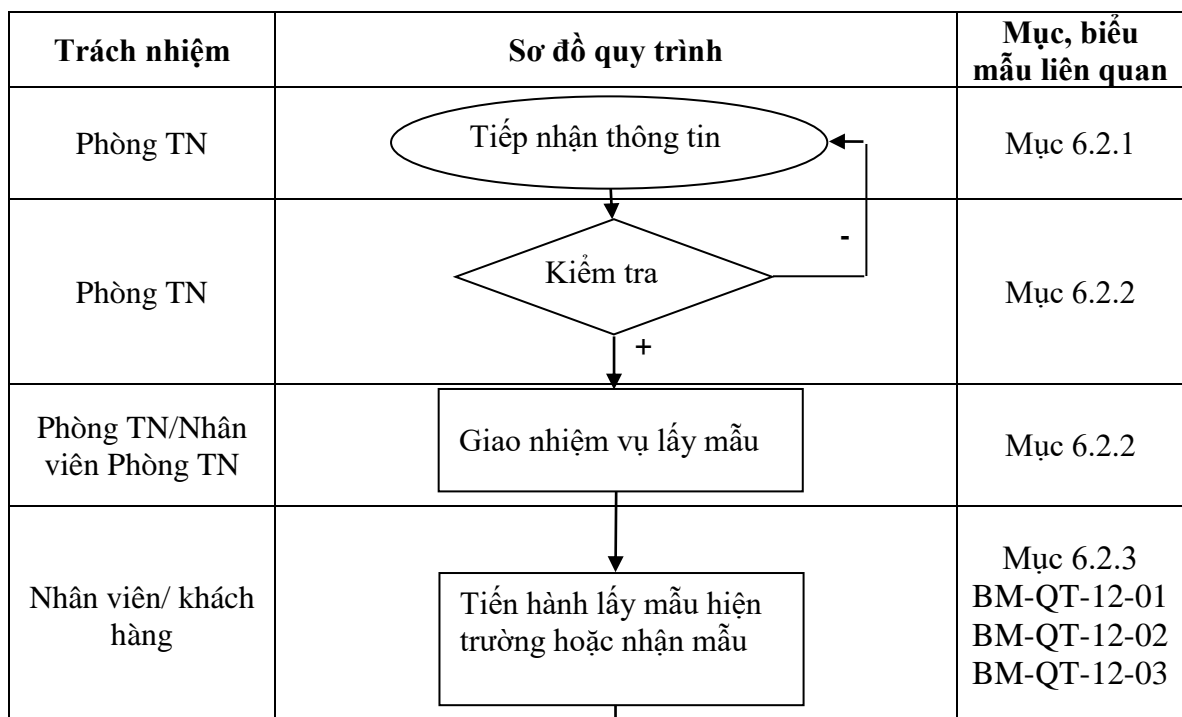 Trách nhiệm
Sơ đồ quy trình
Mục, biểu
mẫu liên quan
Phòng TN
Tiếp nhận thông tin
Mục 6.2.1
Phòng TN
Kiểm tra
-
+
Mục 6.2.2
Phòng TN/Nhân
viên Phòng TN
Giao nhiệm vụ lấy mẫu
Mục 6.2.2
Nhân viên/ khách
hàng
Tiến hành lấy mẫu hiện
trường hoặc nhận mẫu
Mục 6.2.3
BM-QT-12-01
BM-QT-12-02
BM-QT-12-03